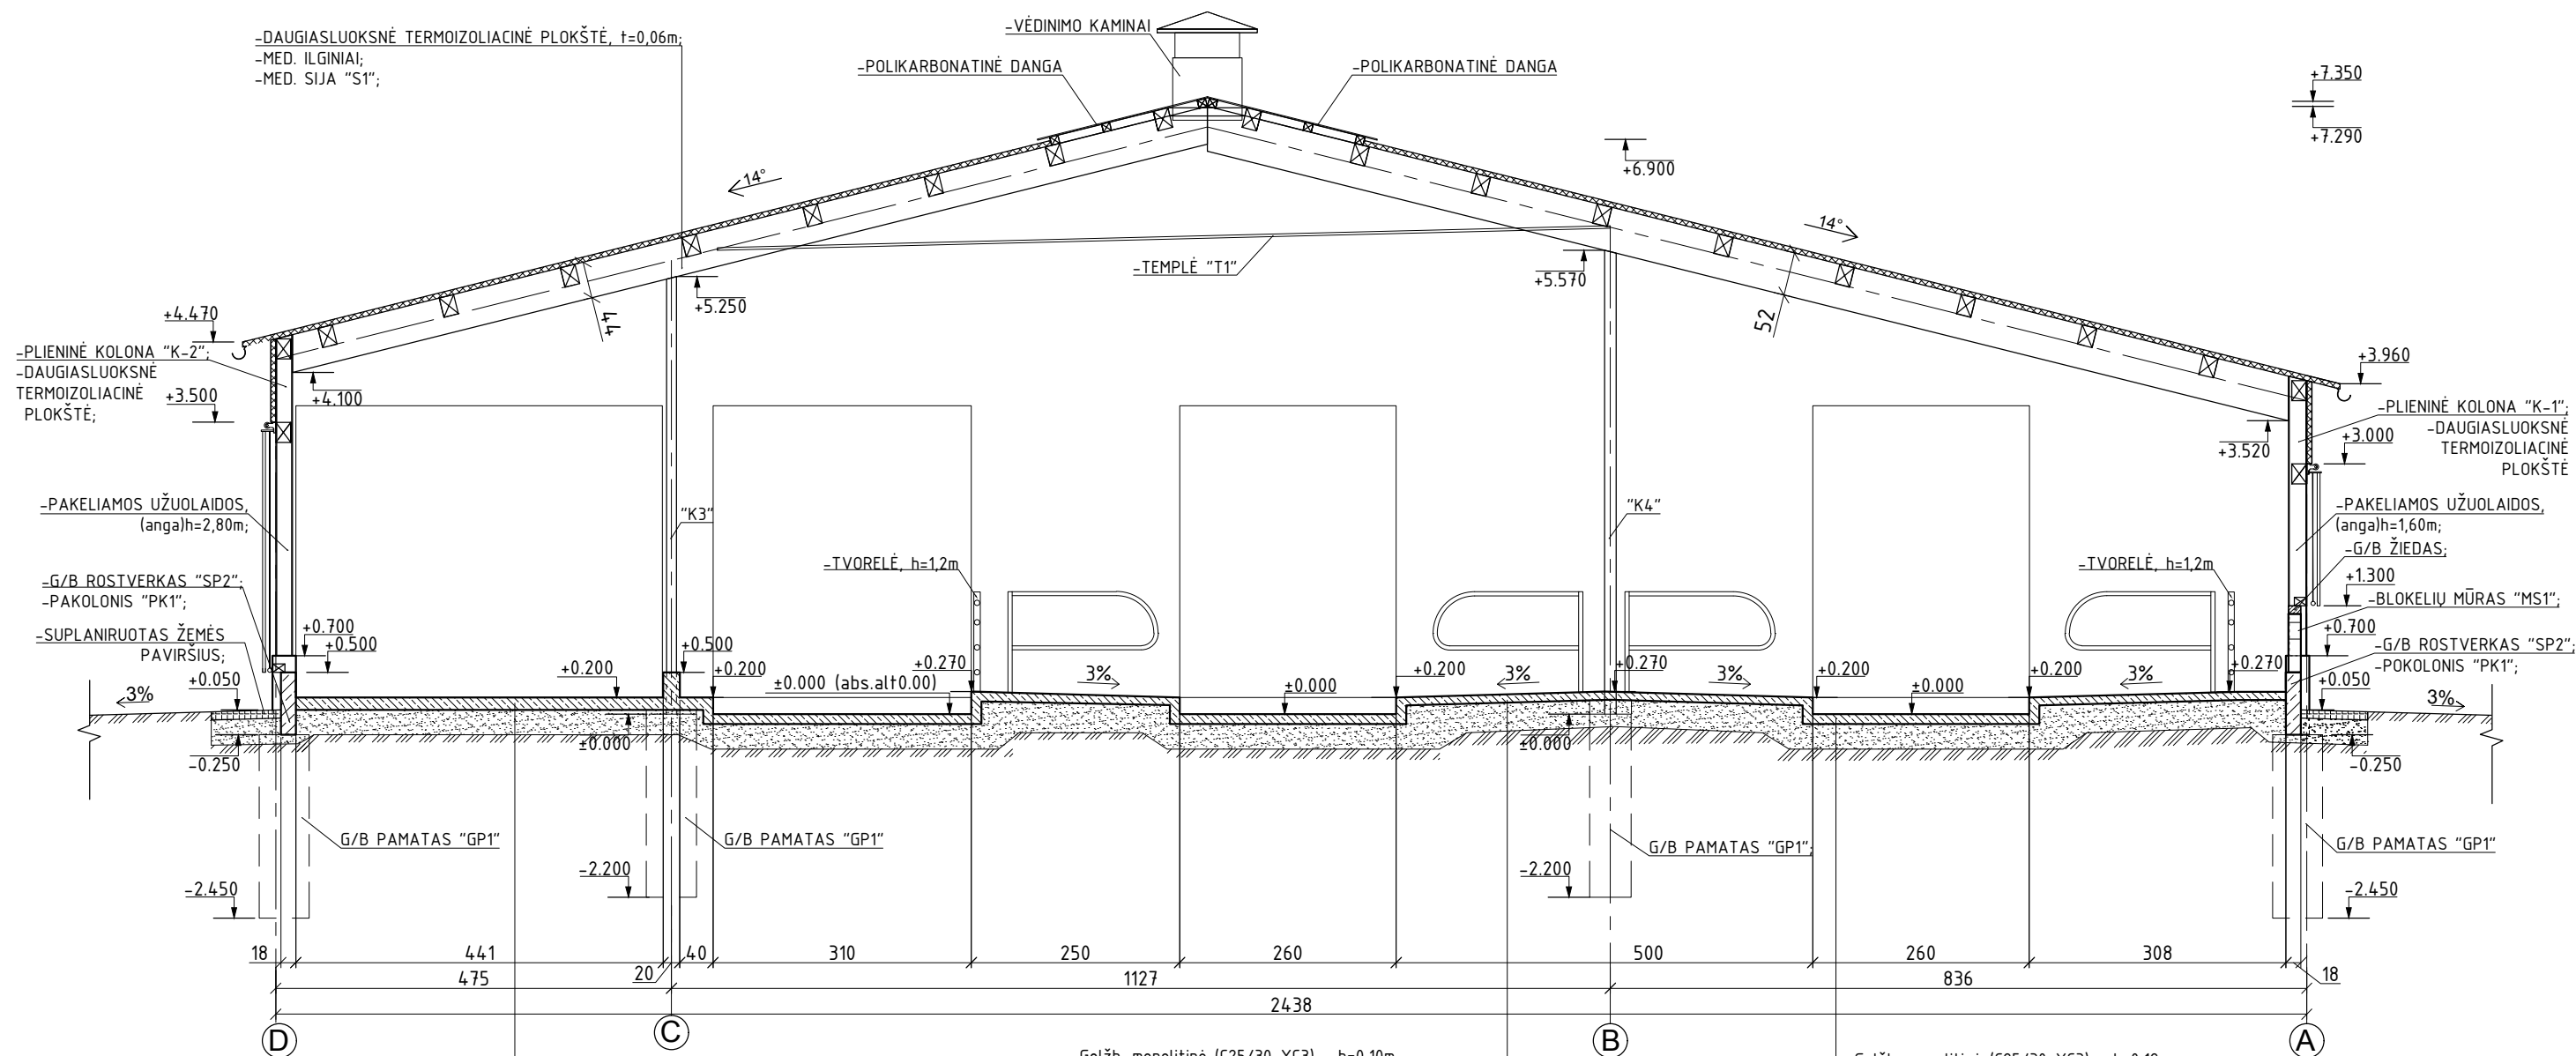 -DAUGIASLUOKSNĖ TERMOIZOLIACINĖ PLOKŠTĖ, t=0,06m;
-MED. ILGINIAI;
-MED. SIJA "S1";
-VĖDINIMO KAMINAI
-POLIKARBONATINĖ DANGA
-POLIKARBONATINĖ DANGA
+7.350
+7.290
+6.900
14°
14°
-TEMPLĖ "T1"
+5.250
+5.570
44
52
+4.470
-PLIENINĖ KOLONA "K-2";
-DAUGIASLUOKSNĖ
TERMOIZOLIACINĖ
PLOKŠTĖ;
+3.500
+4.100
+3.960
-PLIENINĖ KOLONA "K-1";
-DAUGIASLUOKSNĖ
TERMOIZOLIACINĖ
PLOKŠTĖ
+3.000
+3.520
-PAKELIAMOS UŽUOLAIDOS,
(anga)h=2,80m;
"K3"
"K4"
-PAKELIAMOS UŽUOLAIDOS,
(anga)h=1,60m;
-G/B ŽIEDAS;
-TVORELĖ, h=1,2m
-TVORELĖ, h=1,2m
-G/B ROSTVERKAS "SP2";
-PAKOLONIS "PK1";
+1.300
-BLOKELIŲ MŪRAS "MS1";
-SUPLANIRUOTAS ŽEMĖS
PAVIRŠIUS;
+0.700
+0.500
+0.500
+0.700
-G/B ROSTVERKAS "SP2";
-POKOLONIS "PK1";
+0.050
3%
+0.200
+0.200
±0.000 (abs.alt0.00)
+0.270
3%
±0.000
+0.200
3%
+0.270
3%
+0.200
±0.000
+0.200
3%
+0.270
+0.050
3%
-0.250
±0.000
±0.000
-0.250
G/B PAMATAS "GP1"
G/B PAMATAS "GP1"
G/B PAMATAS "GP1";
G/B PAMATAS "GP1"
-2.450
-2.200
-2.200
-2.450
18 441 20 40 310 250 260 500 260 308 18
475 1127 836
2438
D C B A
Gelžb. monolitinė (C25/30-XC3) h=0,10m